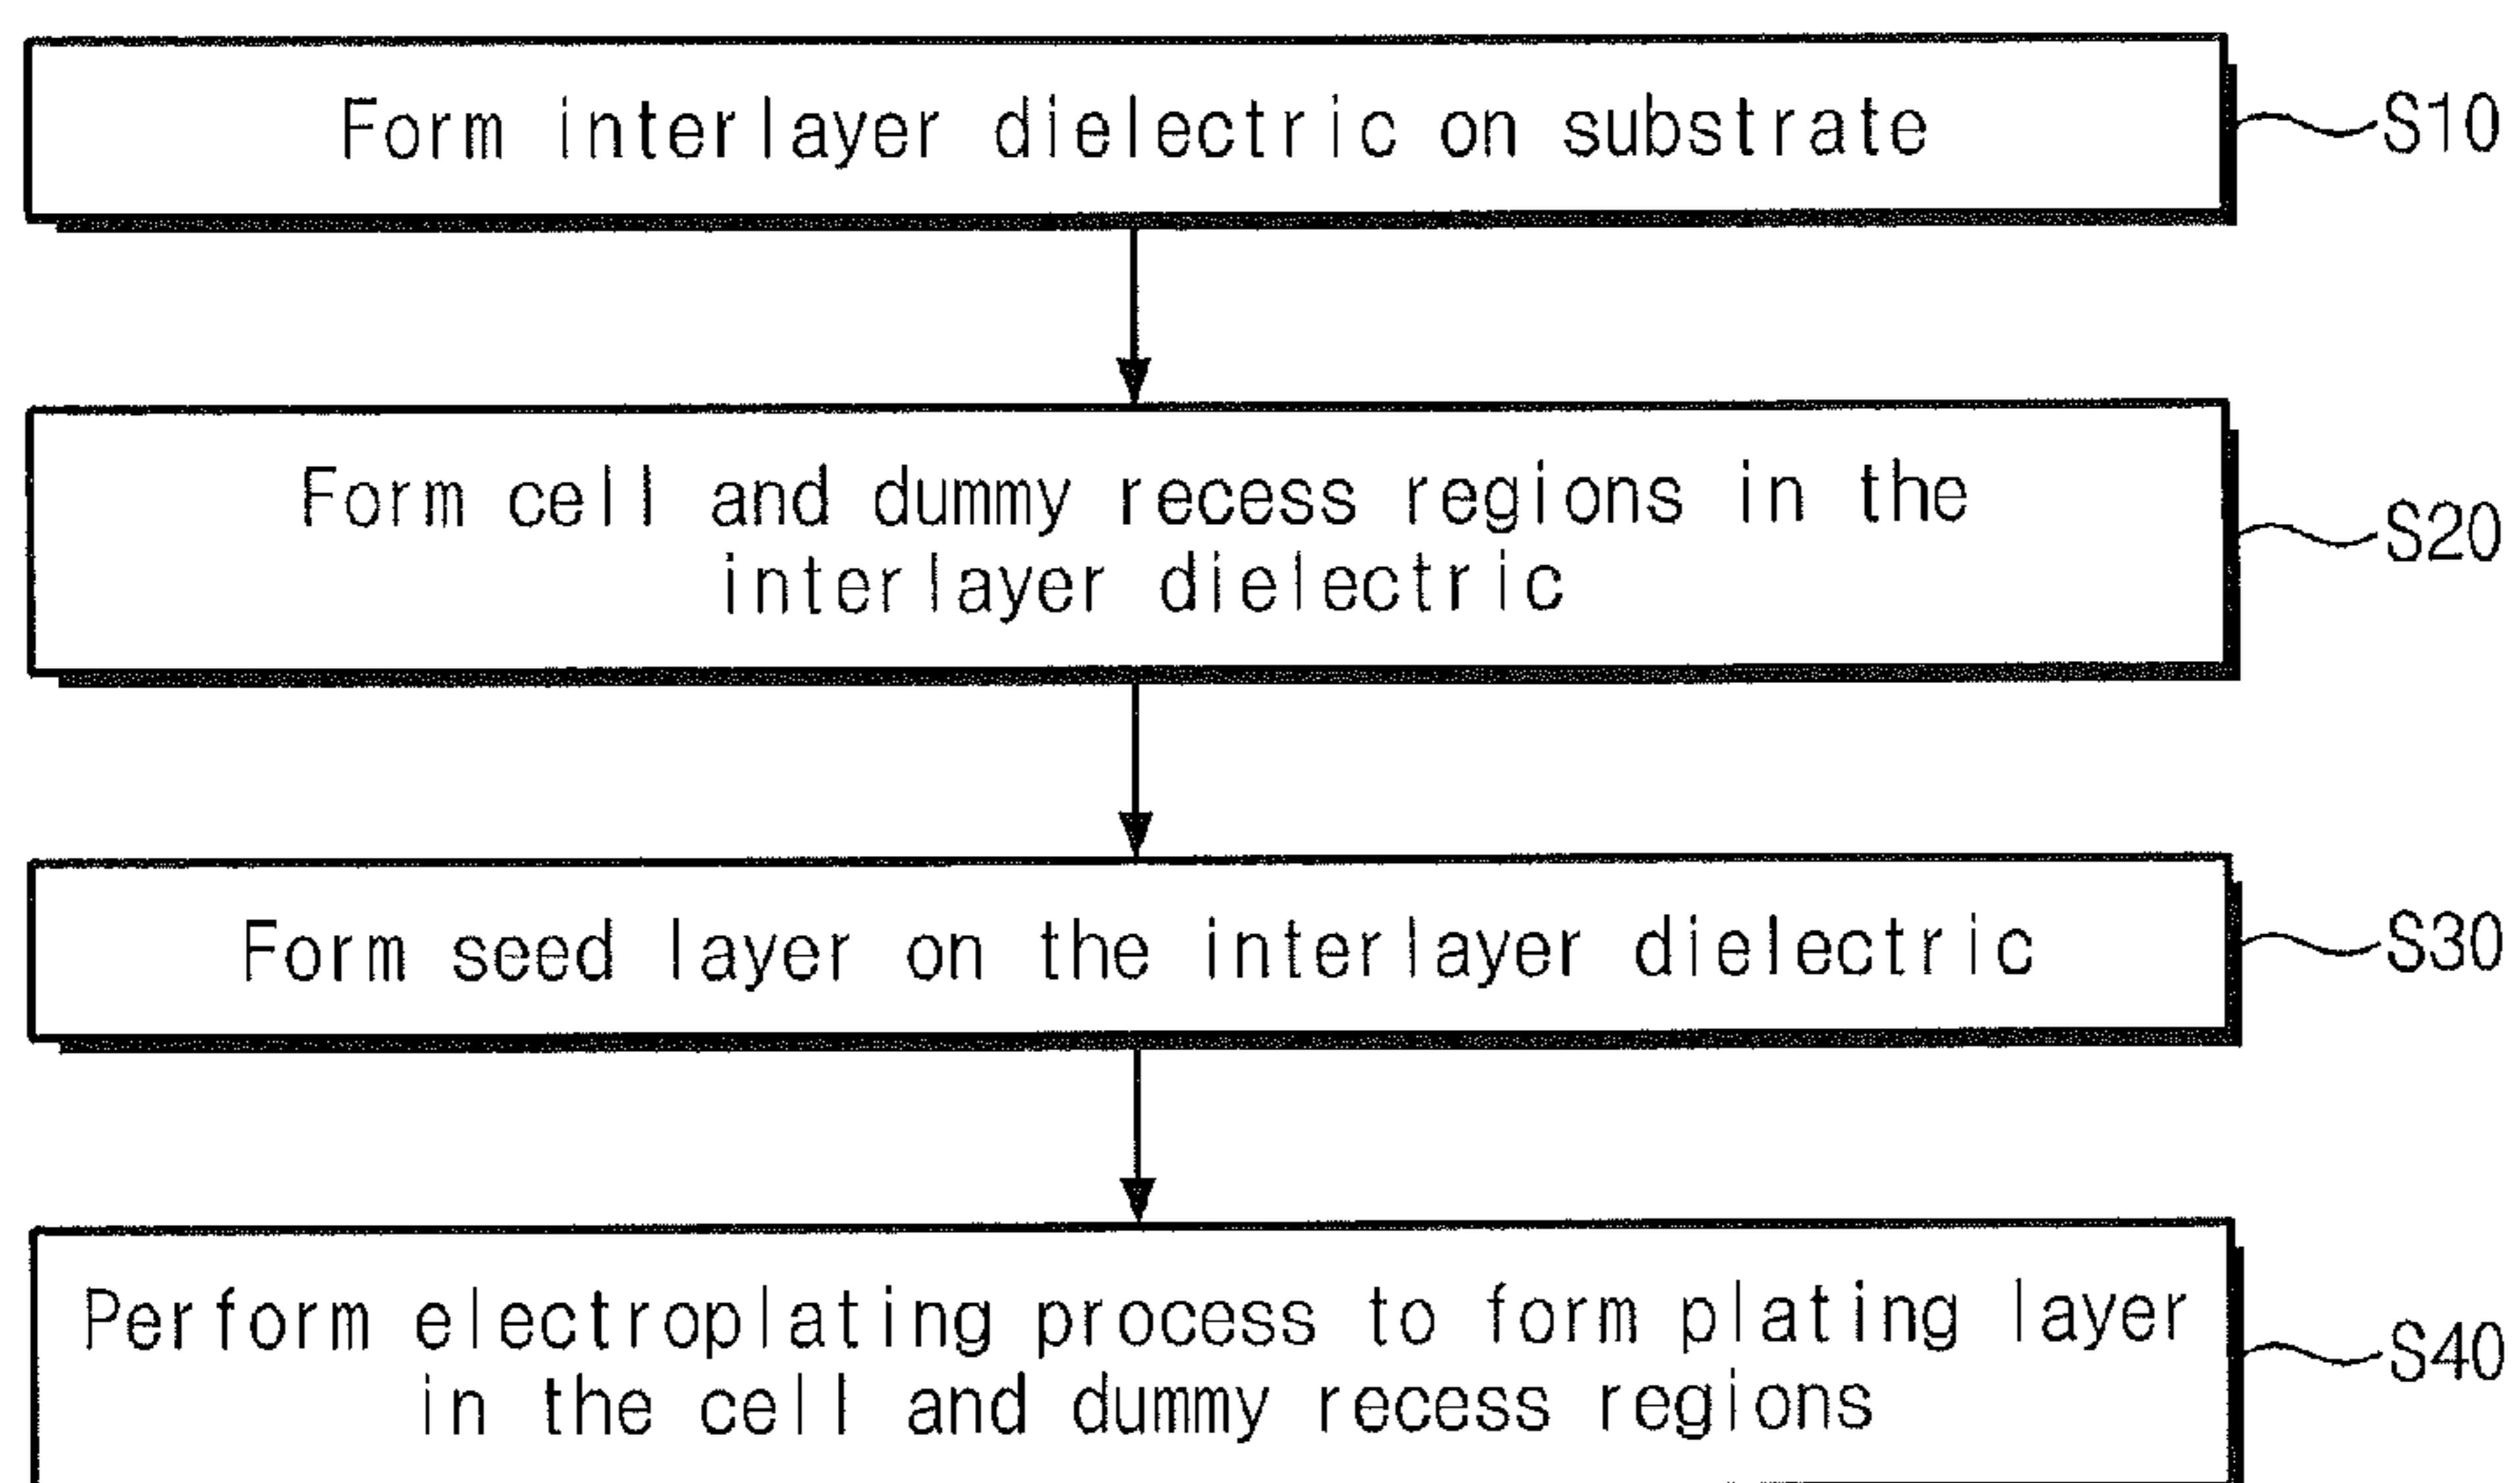 Form interlayer dielectric on substrate
S10
Form cell and dummy recess regions in the
interlayer dielectric
S20
Form seed layer on the interlayer dielectric
S30
Perform electroplating process to form plating layer
in the cell and dummy recess regions
S40